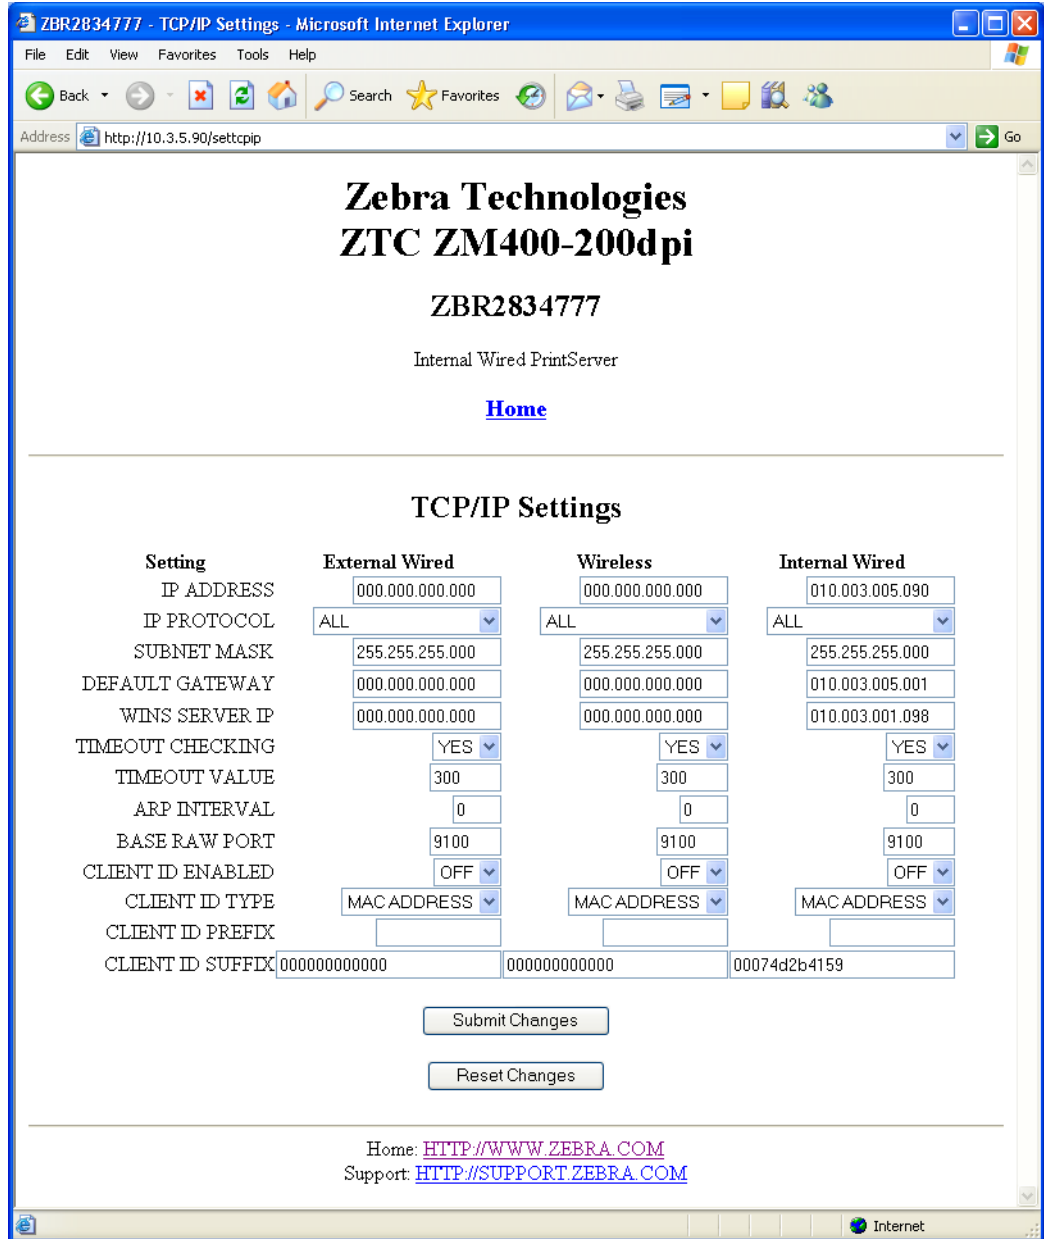 ZBR2834777 - TCP/IP Settings - Microsoft Internet Explorer
File Edit View Favorites Tools Help
Back Search Favorites
Address http://10.3.5.90/settcpip Go
Zebra Technologies
ZTC ZM400-200dpi
ZBR2834777
Internal Wired PrintServer
Home
TCP/IP Settings
Setting External Wired Wireless Internal Wired
IP ADDRESS 000.000.000.000 000.000.000.000 010.003.005.090
IP PROTOCOL ALL ALL ALL
SUBNET MASK 255.255.255.000 255.255.255.000 255.255.255.000
DEFAULT GATEWAY 000.000.000.000 000.000.000.000 010.003.005.001
WINS SERVER IP 000.000.000.000 000.000.000.000 010.003.001.098
TIMEOUT CHECKING YES YES YES
TIMEOUT VALUE 300 300 300
ARP INTERVAL 0 0 0
BASE RAW PORT 9100 9100 9100
CLIENT ID ENABLED OFF OFF OFF
CLIENT ID TYPE MAC ADDRESS MAC ADDRESS MAC ADDRESS
CLIENT ID PREFIX
CLIENT ID SUFFIX 000000000000 000000000000 00074d2b4159
Submit Changes
Reset Changes
Home: HTTP://WWW.ZEBRA.COM
Support: HTTP://SUPPORT.ZEBRA.COM
Internet